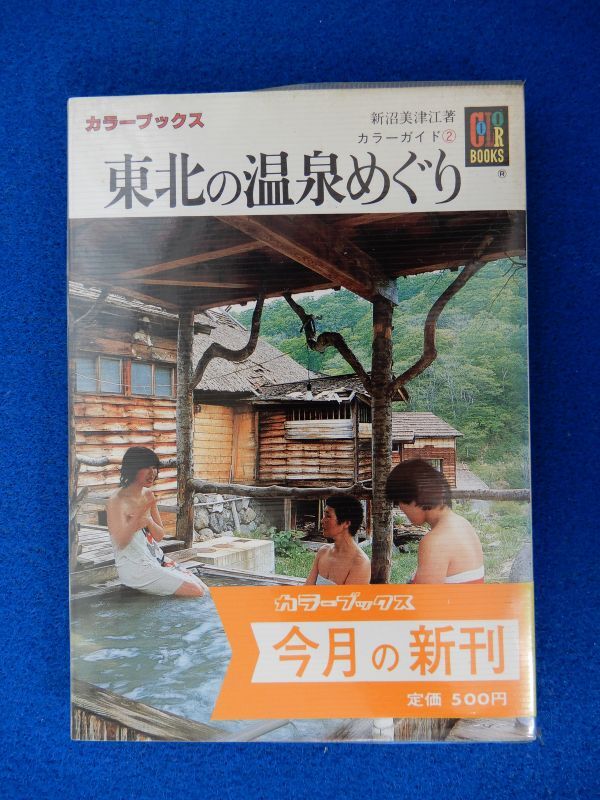 カラーブックス
新沼美津江著
カラーガイド②
COLOR
BOOKS
®
東北の温泉めぐり
カラーブックス
今月の新刊
定価 500円